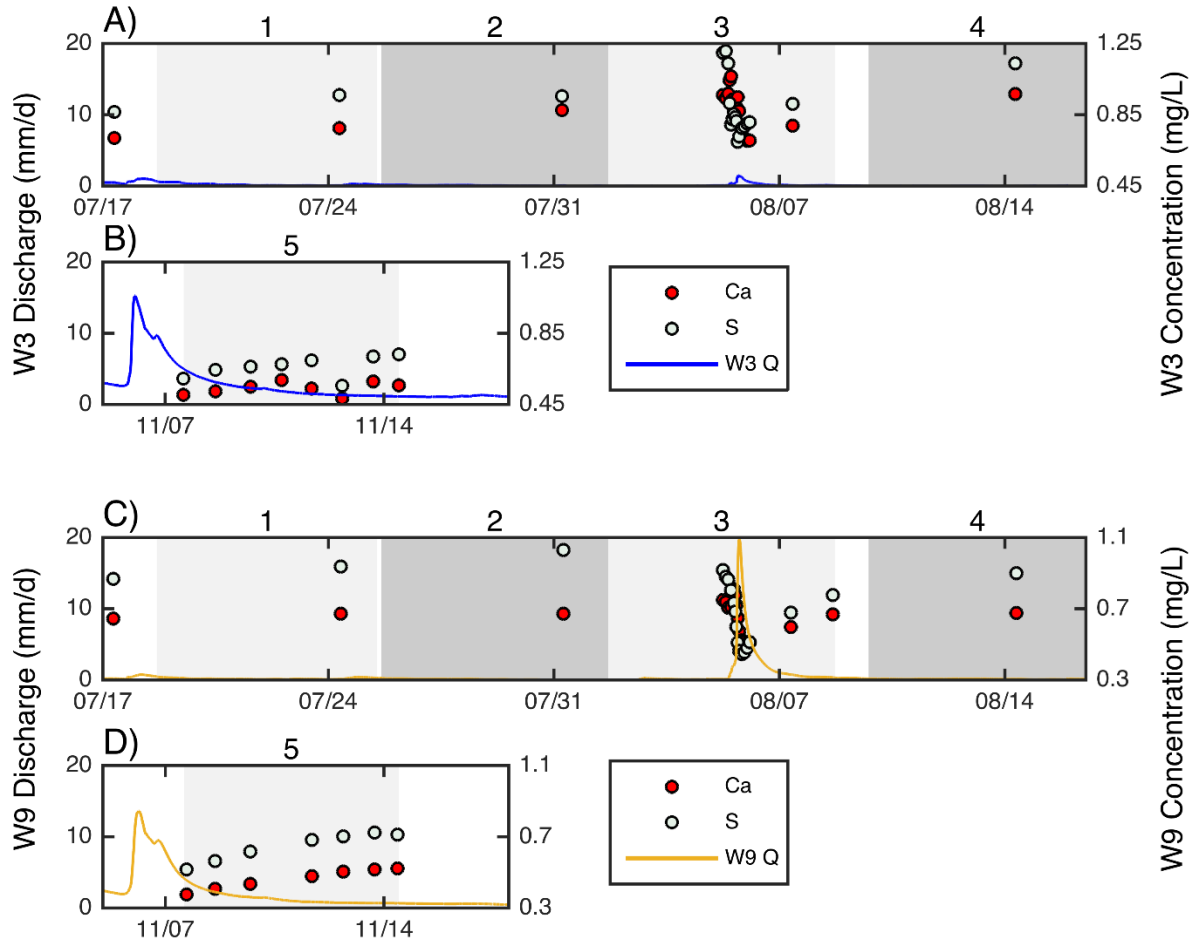 A) 1 2 3 4
20 1.25
10 0.85
0 0.45
07/17 07/24 07/31 08/07 08/14
W3 Discharge (mm/d)
W3 Concentration (mg/L)
B) 5
20 1.25
10 0.85
0 0.45
11/07 11/14
Ca
S
W3 Q
C) 1 2 3 4
20 1.1
10 0.7
0 0.3
07/17 07/24 07/31 08/07 08/14
W9 Discharge (mm/d)
W9 Concentration (mg/L)
D) 5
20 1.1
10 0.7
0 0.3
11/07 11/14
Ca
S
W9 Q